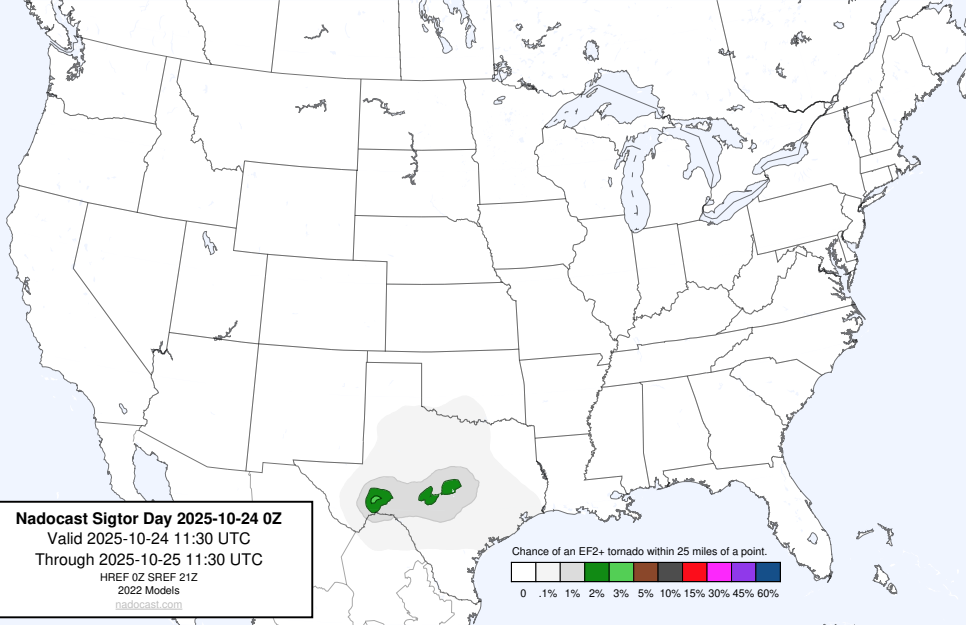 Nadocast Sigtor Day 2025-10-24 0Z
Valid 2025-10-24 11:30 UTC
Through 2025-10-25 11:30 UTC
HREF 0Z SREF 21Z
2022 Models
nadocast.com
Chance of an EF2+ tornado within 25 miles of a point.
0 .1% 1% 2% 3% 5% 10% 15% 30% 45% 60%